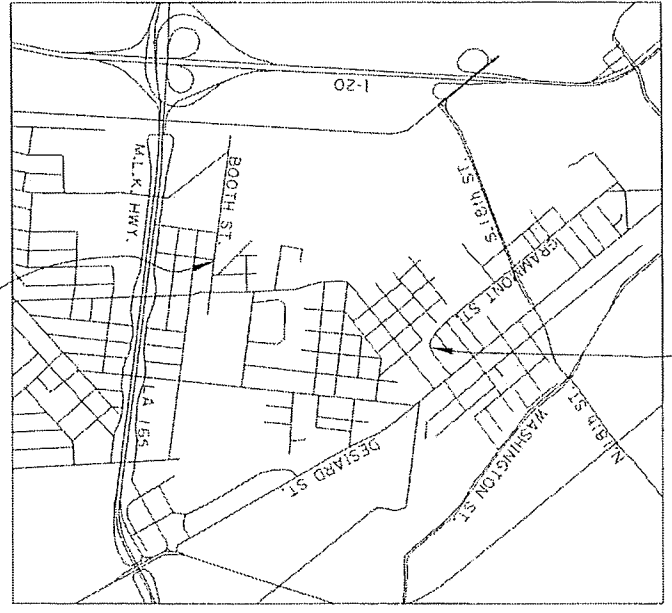 I-20
S. 18th ST.
BOOTH ST.
M.L.K. HWY.
GRAMMONT ST.
LA 165
DESIARD ST.
WASHINGTON ST.
N. 18th ST.